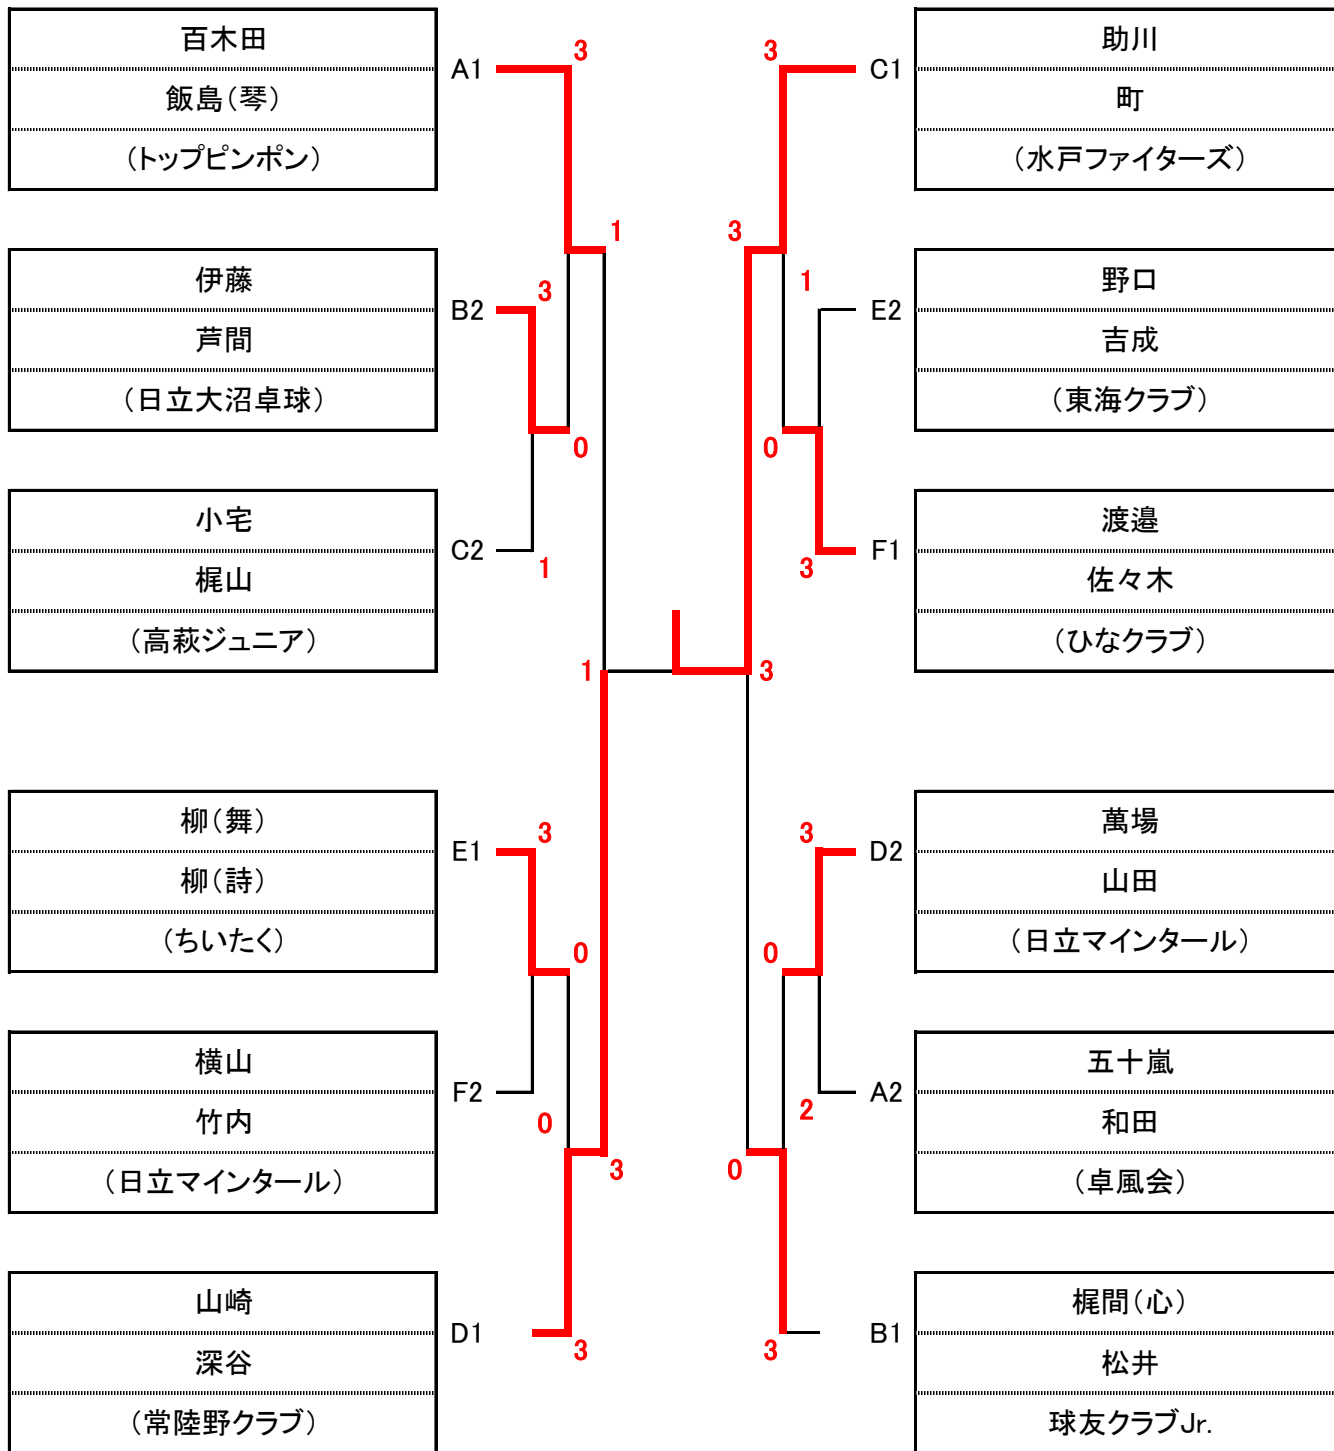 百木田
飯島（琴）
（トップピンポン）
A1
3
伊藤
芦間
（日立大沼卓球）
B2
3
1
0
小宅
梶山
（高萩ジュニア）
C2
1
1
柳（舞）
柳（詩）
（ちいたく）
E1
3
0
横山
竹内
（日立マインタール）
F2
0
3
山崎
深谷
（常陸野クラブ）
D1
3
助川
町
（水戸ファイターズ）
C1
3
野口
吉成
（東海クラブ）
E2
3
1
0
渡邉
佐々木
（ひなクラブ）
F1
3
3
萬場
山田
（日立マインタール）
D2
3
0
五十嵐
和田
（卓風会）
A2
2
0
梶間（心）
松井
球友クラブJr.
B1
3